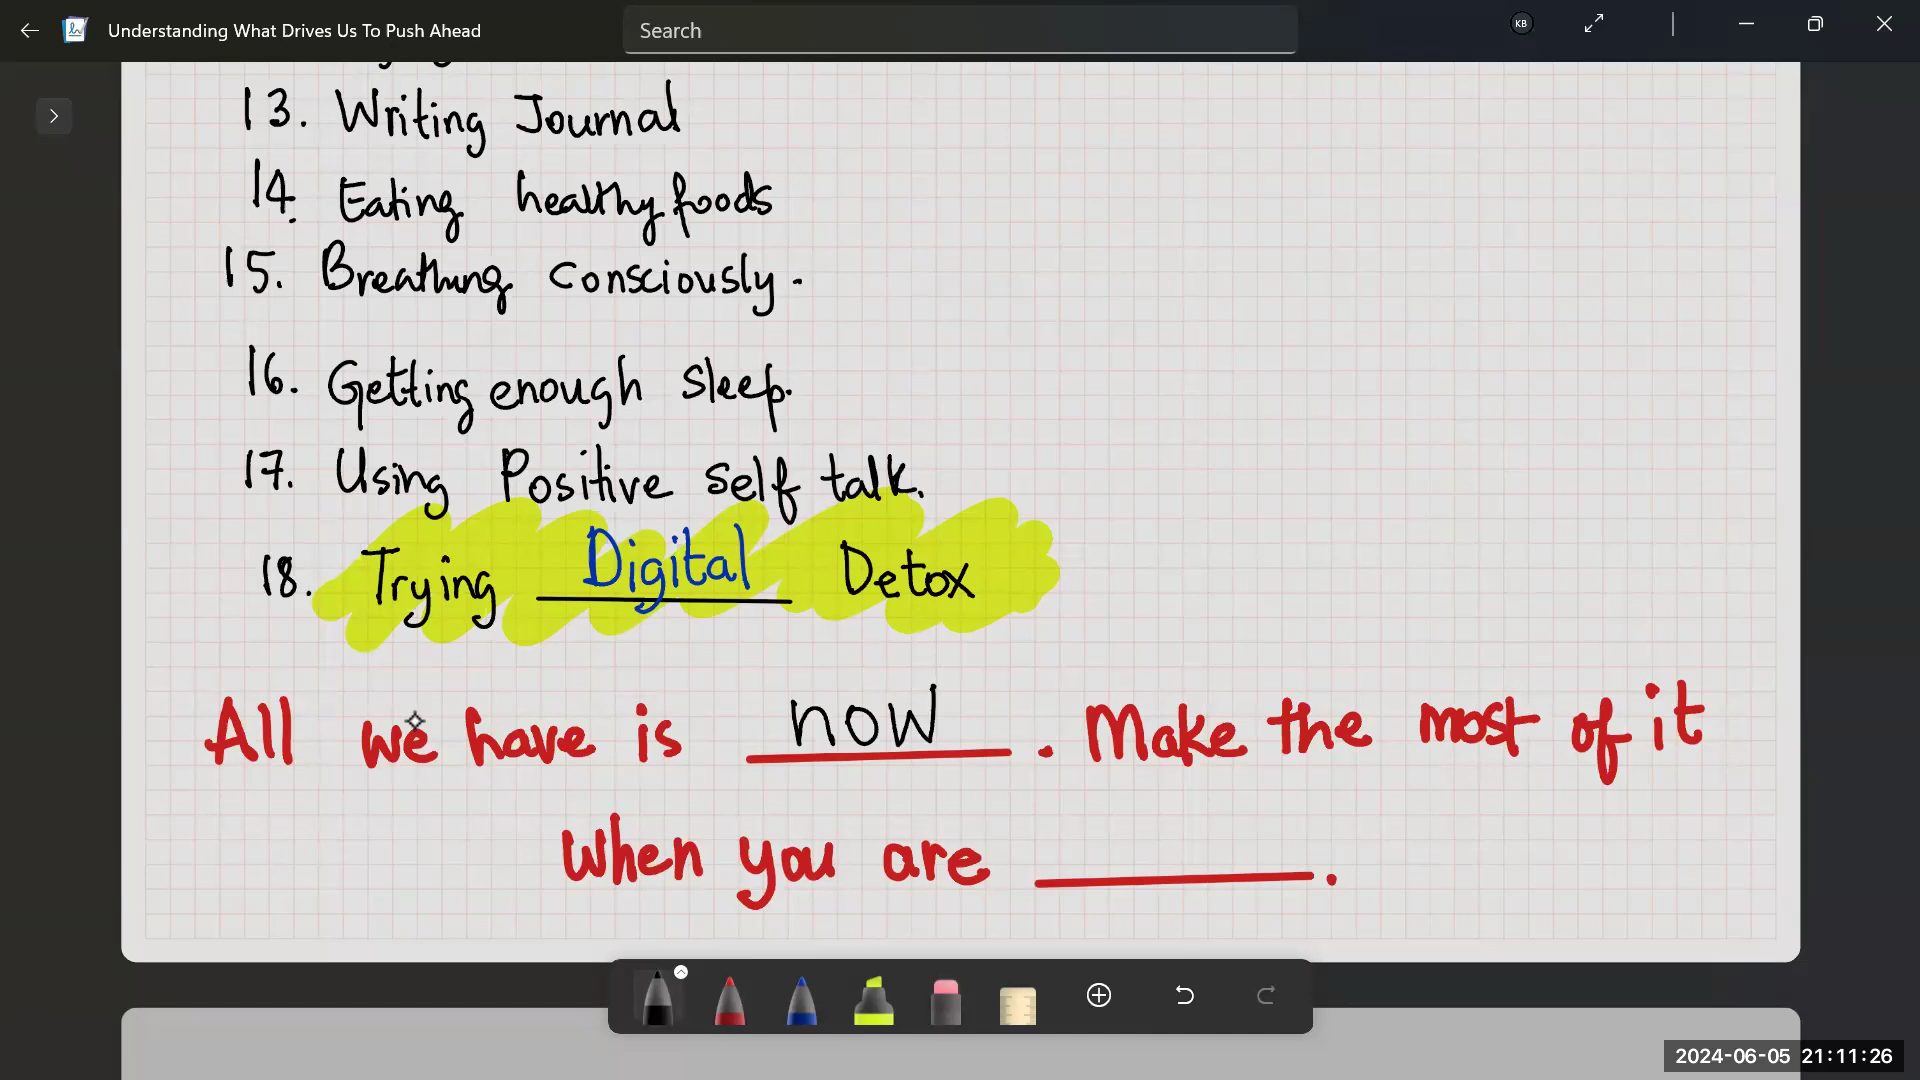 Understanding What Drives Us To Push Ahead
Search
KB
13. Writing Journal
14. Eating healthy foods
15. Breathing Consciously.
16. Getting enough sleep.
17. Using Positive self talk.
18. Trying Digital Detox
All we have is now. Make the most of it
When you are ______.
2024-06-05 21:11:26